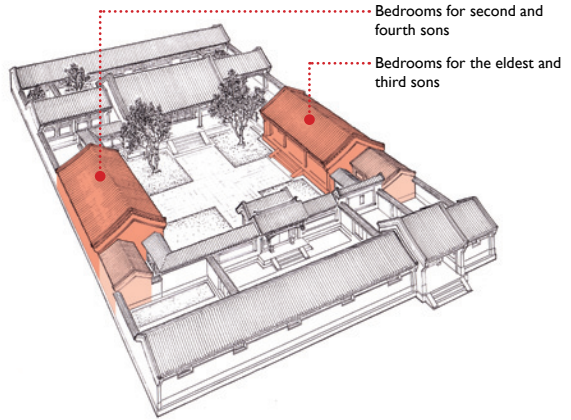 Bedrooms for second and
fourth sons
Bedrooms for the eldest and
third sons